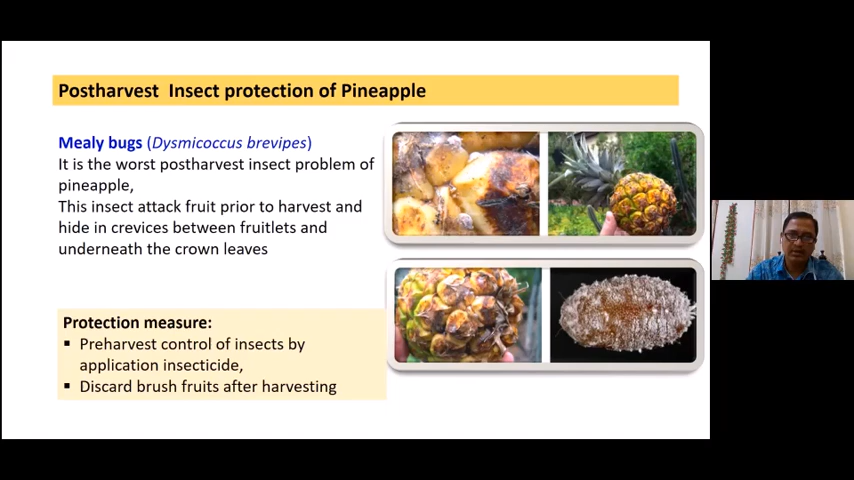 Postharvest Insect protection of Pineapple
Mealy bugs (Dysmicoccus brevipes)
It is the worst postharvest insect problem of
pineapple,
This insect attack fruit prior to harvest and
hide in crevices between fruitlets and
underneath the crown leaves
Protection measure:
▪ Preharvest control of insects by
application insecticide,
▪ Discard brush fruits after harvesting